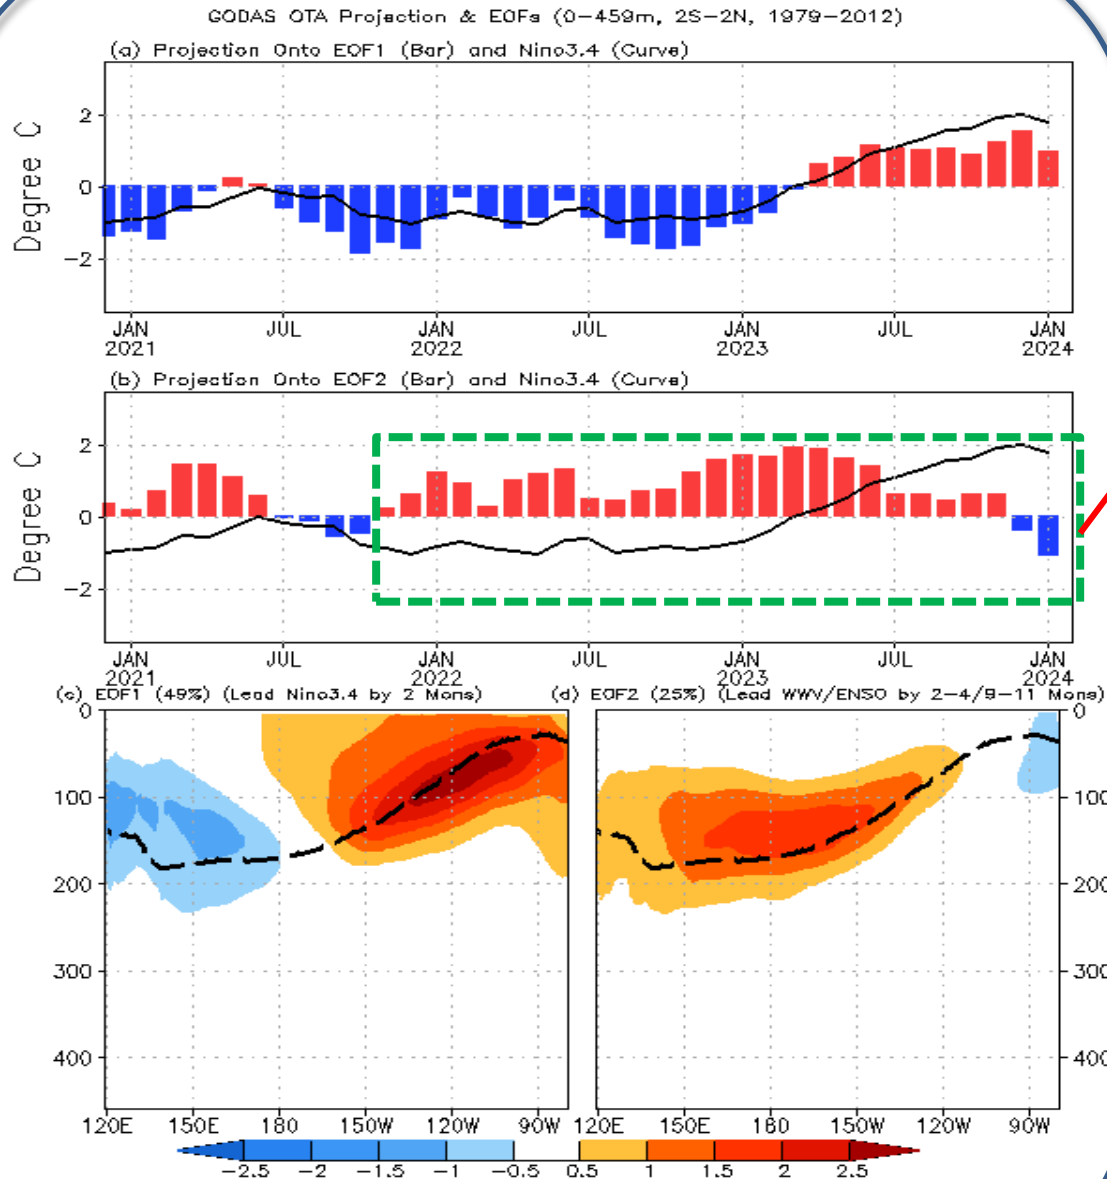 GODAS OTA Projection & EOFs (0-459m, 2S-2N, 1979-2012)
(a) Projection Onto EOF1 (Bar) and Nino3.4 (Curve)
Degree C
2
0
-2
JAN JUL JAN JUL JAN JUL JAN
2021 2022 2023 2024
(b) Projection Onto EOF2 (Bar) and Nino3.4 (Curve)
Degree C
2
0
-2
JAN JUL JAN JUL JAN JUL JAN
2021 2022 2023 2024
(c) EOF1 (49%) (Lead Nino3.4 by 2 Mons)
(d) EOF2 (25%) (Lead WWV/ENSO by 2-4/9-11 Mons)
0 0
100 100
200 200
300 300
400 400
120E 150E 180 150W 120W 90W 120E 150E 180 150W 120W 90W
-2.5 -2 -1.5 -1 -0.5 0.5 1 1.5 2 2.5